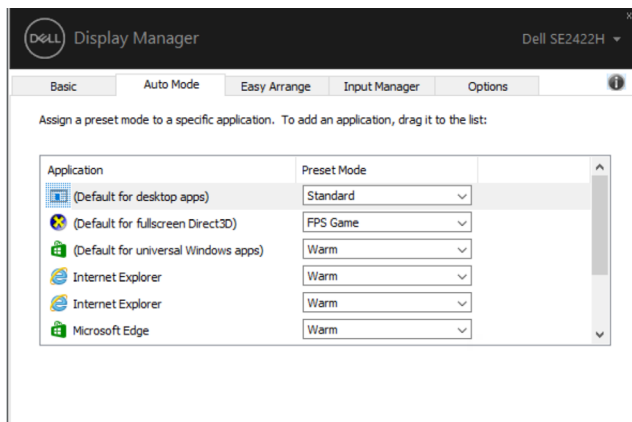 DELL Display Manager
Dell SE2422H
Basic Auto Mode Easy Arrange Input Manager Options
Assign a preset mode to a specific application. To add an application, drag it to the list:
Application Preset Mode
(Default for desktop apps) Standard
(Default for fullscreen Direct3D) FPS Game
(Default for universal Windows apps) Warm
Internet Explorer Warm
Internet Explorer Warm
Microsoft Edge Warm